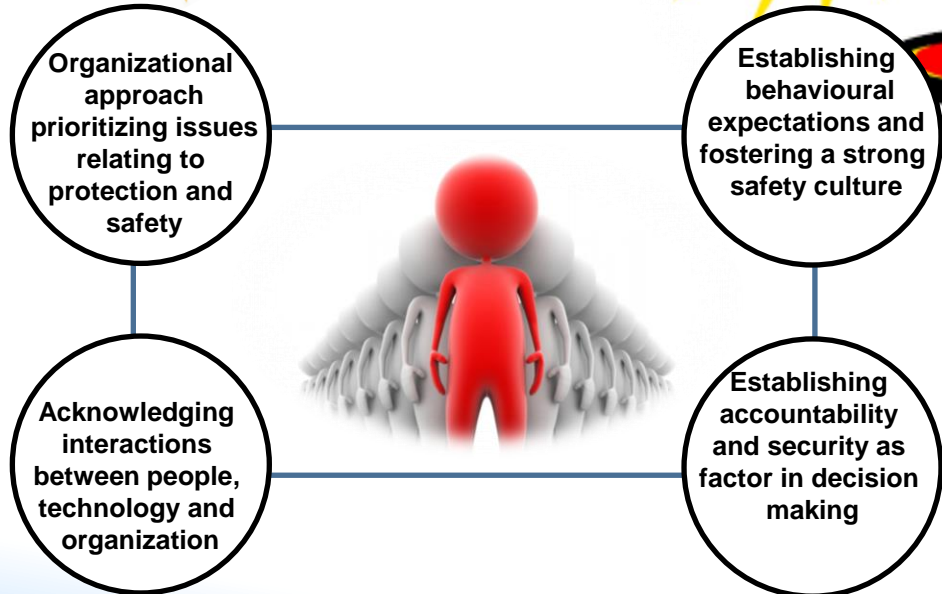 Organizational
approach
prioritizing issues
relating to
protection and
safety
Establishing
behavioural
expectations and
fostering a strong
safety culture
Acknowledging
interactions
between people,
technology and
organization
Establishing
accountability
and security as
factor in decision
making